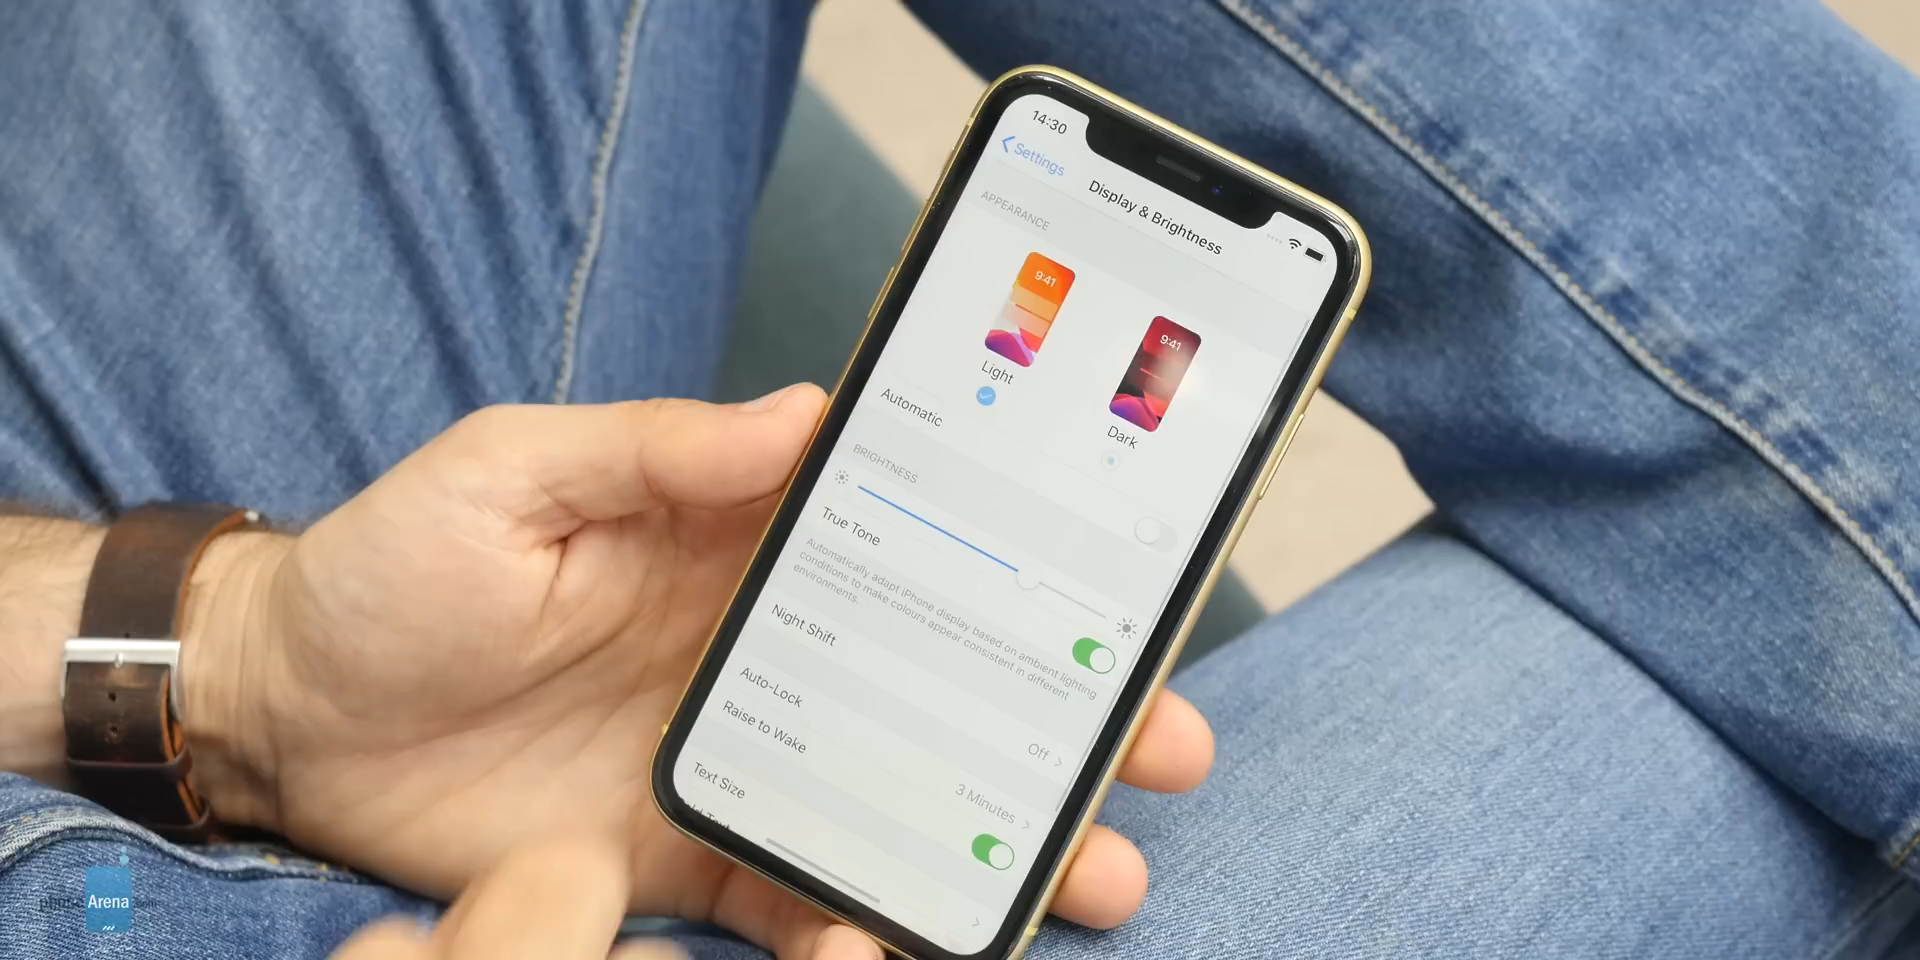 14:30
Settings
Display & Brightness
APPEARANCE
9:41
9:41
Light
Dark
Automatic
BRIGHTNESS
True Tone
Automatically adapt iPhone display based on ambient lighting
conditions to make colours appear consistent in different
environments.
Night Shift
Off
Auto-Lock
3 Minutes
Raise to Wake
Text Size
Text
phoneArena.com